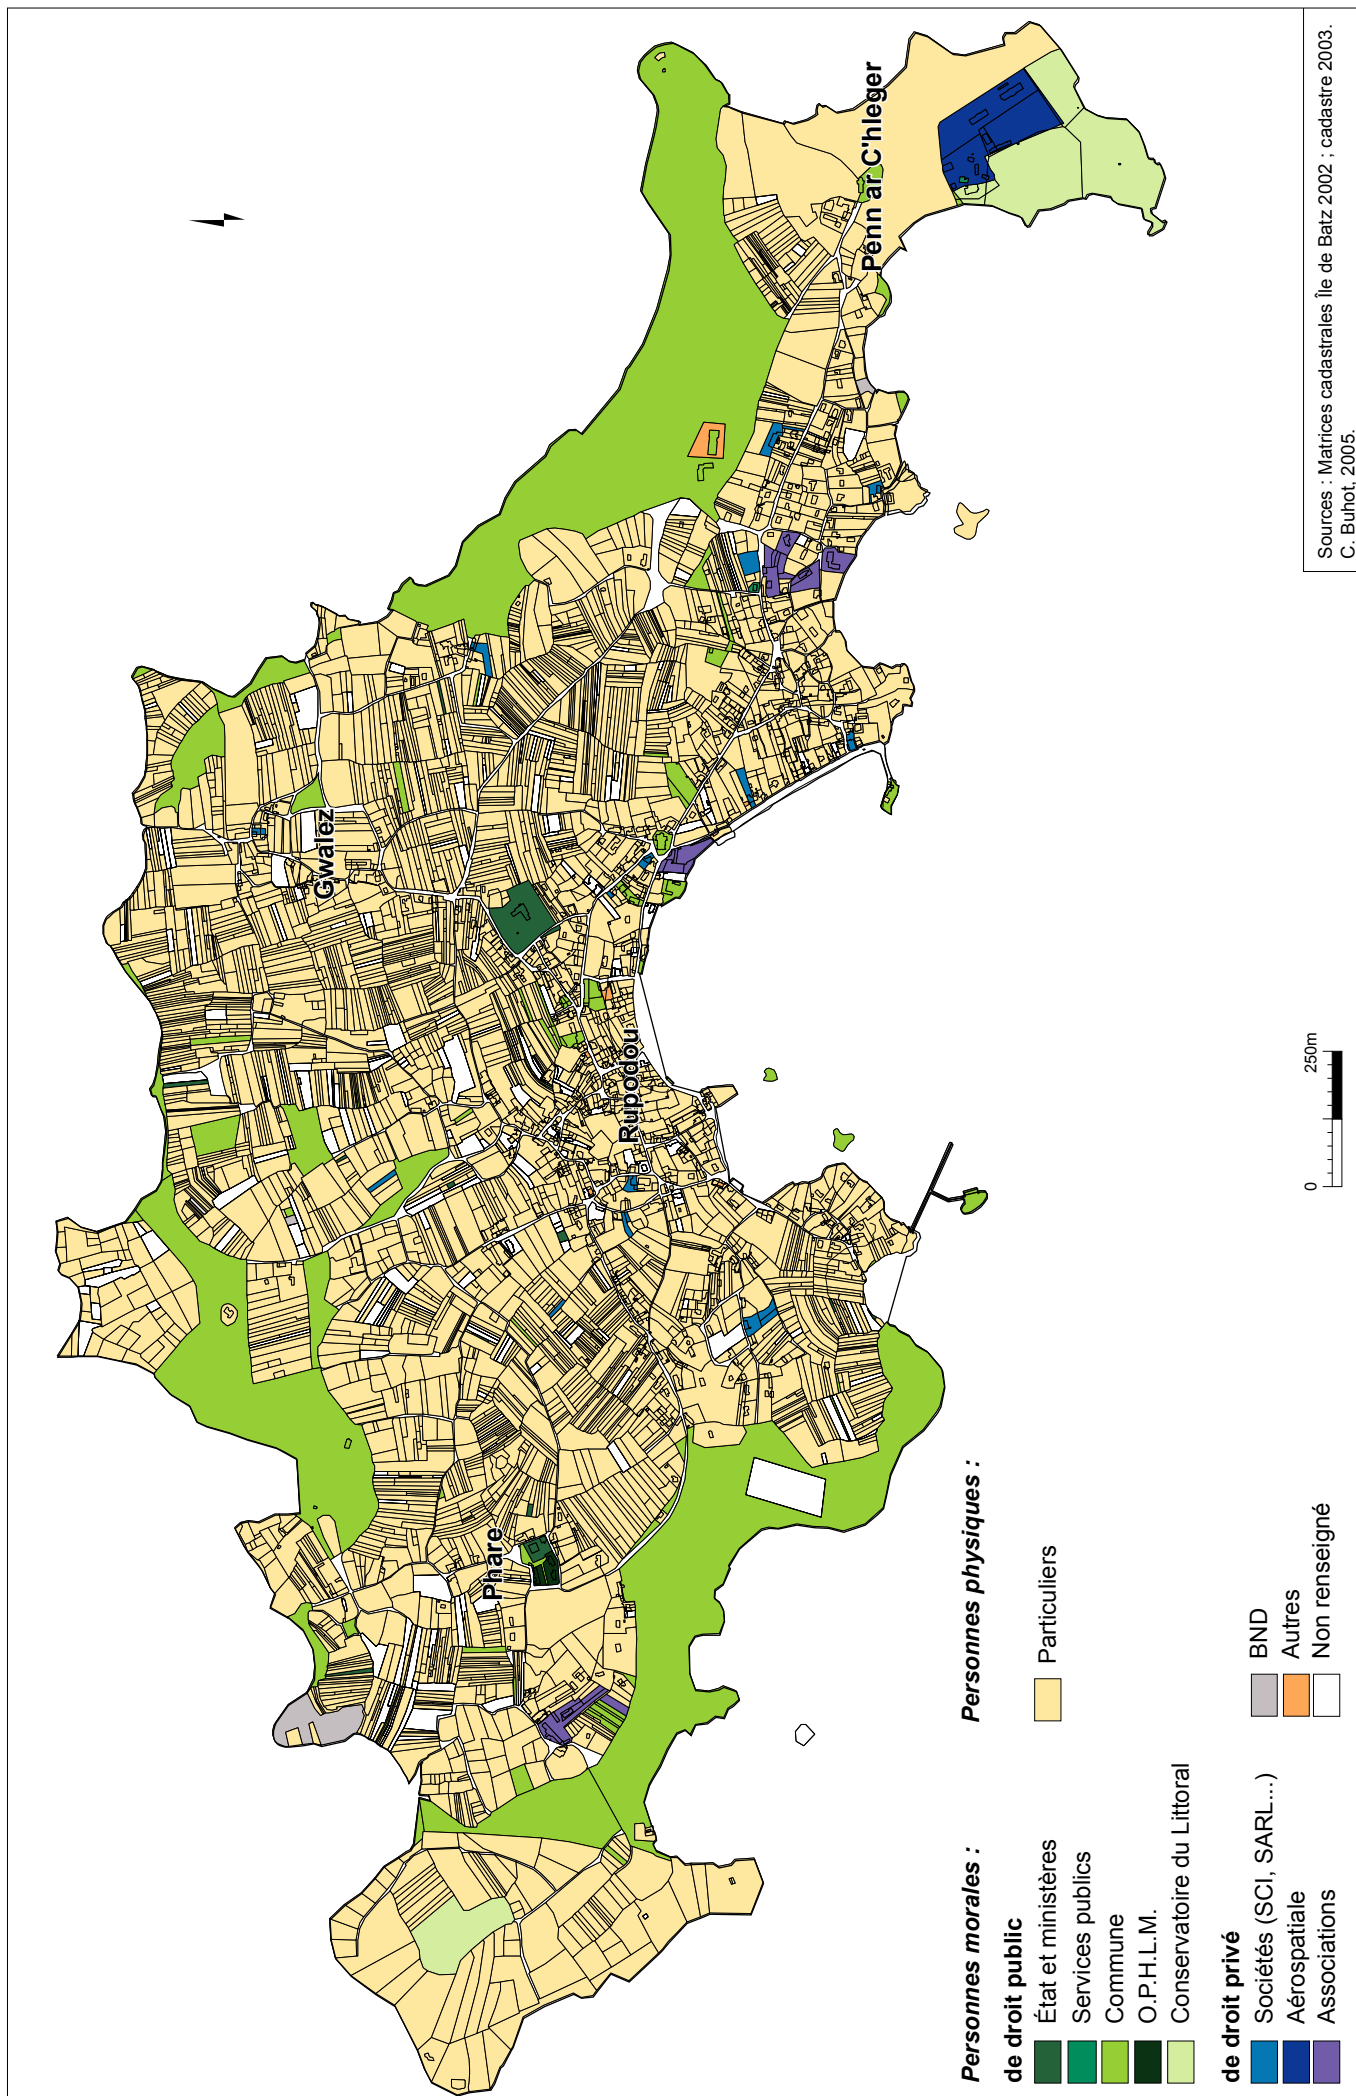 Gwalez
Penn ar C'hleger
Phare
Rupodou
Personnes morales :
de droit public
État et ministères
Services publics
Commune
O.P.H.L.M.
Conservatoire du Littoral
de droit privé
Sociétés (SCI, SARL...)
Aérospatiale
Associations
Personnes physiques :
Particuliers
BND
Autres
Non renseigné
0 250m
Sources : Matrices cadastrales Île de Batz 2002 ; cadastre 2003.
C. Buhot, 2005.